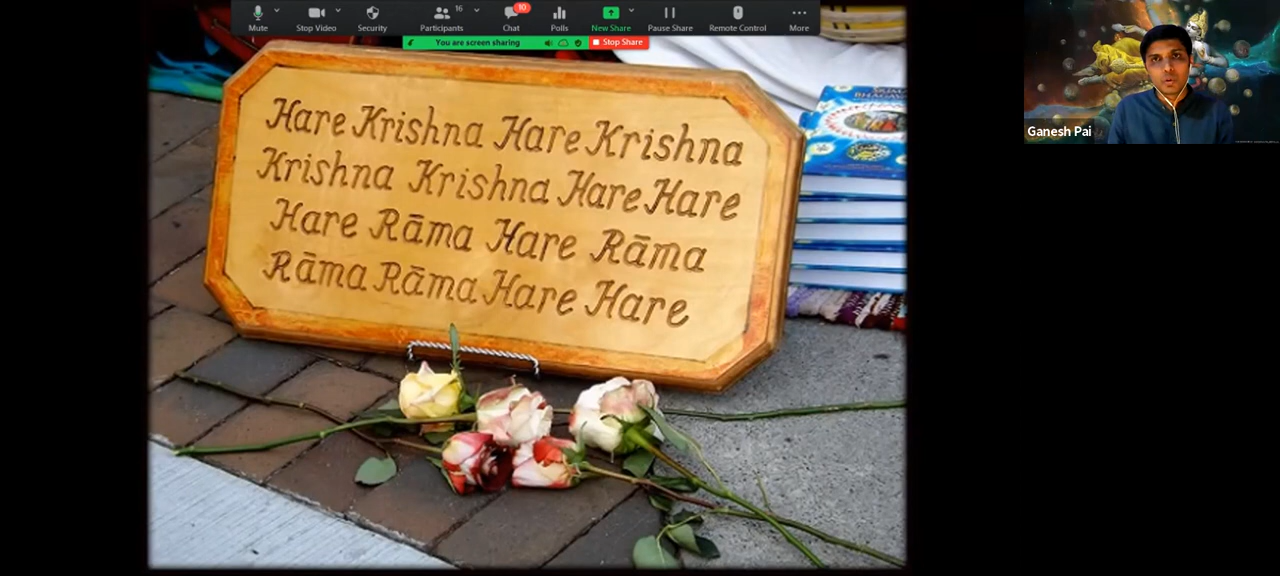 Mute
Stop Video
Security
Participants
16
Chat
10
Polls
New Share
Pause Share
Remote Control
More
You are screen sharing
Stop Share
Hare Krishna Hare Krishna
Krishna Krishna Hare Hare
Hare Rāma Hare Rāma
Rāma Rāma Hare Hare
Ganesh Pai